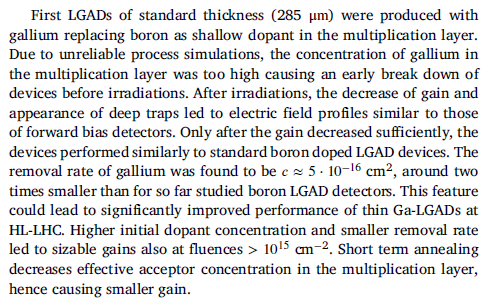 First LGADs of standard thickness (285 μm) were produced with
gallium replacing boron as shallow dopant in the multiplication layer.
Due to unreliable process simulations, the concentration of gallium in
the multiplication layer was too high causing an early break down of
devices before irradiations. After irradiations, the decrease of gain and
appearance of deep traps led to electric field profiles similar to those
of forward bias detectors. Only after the gain decreased sufficiently, the
devices performed similarly to standard boron doped LGAD devices. The
removal rate of gallium was found to be c ≈ 5 · 10⁻¹⁶ cm², around two
times smaller than for so far studied boron LGAD detectors. This feature
could lead to significantly improved performance of thin Ga-LGADs at
HL-LHC. Higher initial dopant concentration and smaller removal rate
led to sizable gains also at fluences > 10¹⁵ cm⁻². Short term annealing
decreases effective acceptor concentration in the multiplication layer,
hence causing smaller gain.